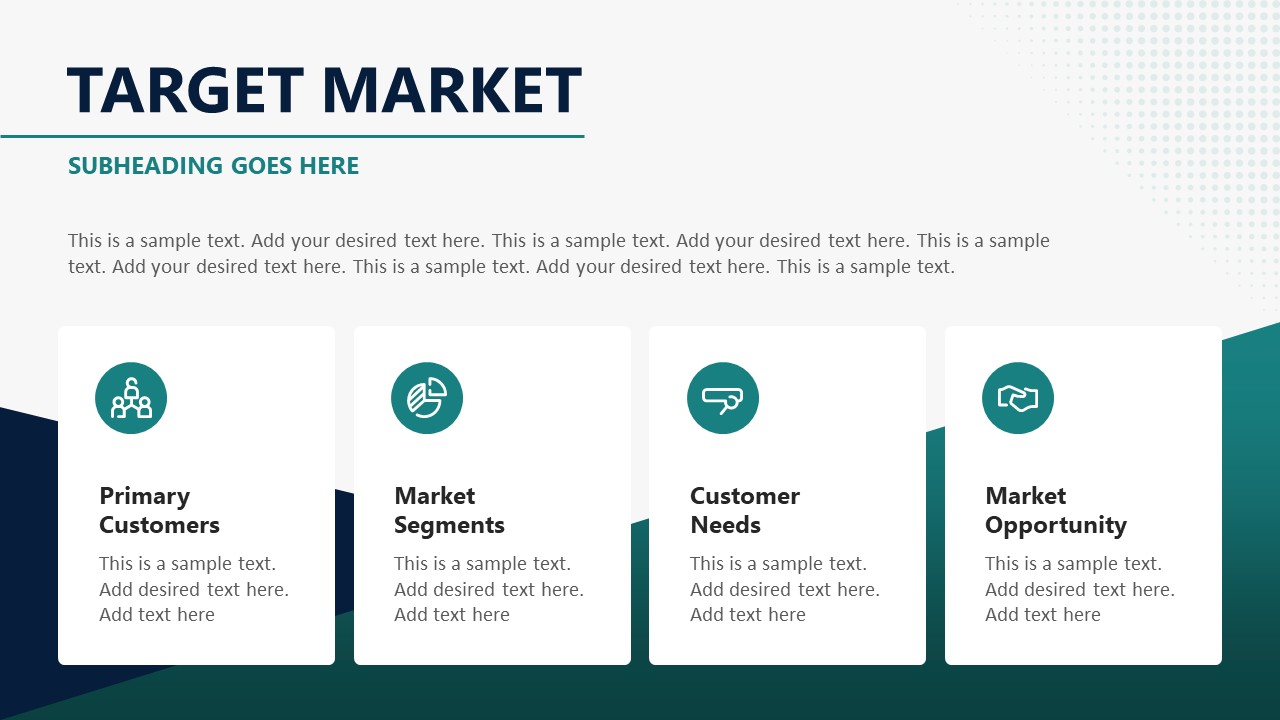 TARGET MARKET
SUBHEADING GOES HERE
This is a sample text. Add your desired text here. This is a sample text. Add your desired text here. This is a sample
text. Add your desired text here. This is a sample text. Add your desired text here. This is a sample text.
Primary
Customers
This is a sample text.
Add desired text here.
Add text here
Market
Segments
This is a sample text.
Add desired text here.
Add text here
Customer
Needs
This is a sample text.
Add desired text here.
Add text here
Market
Opportunity
This is a sample text.
Add desired text here.
Add text here